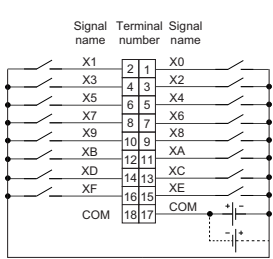 Signal Terminal Signal
name number name
X1 2 1 X0
X3 4 3 X2
X5 6 5 X4
X7 8 7 X6
X9 10 9 X8
XB 12 11 XA
XD 14 13 XC
XF 16 15 XE
COM 18 17 COM
+ −
− +